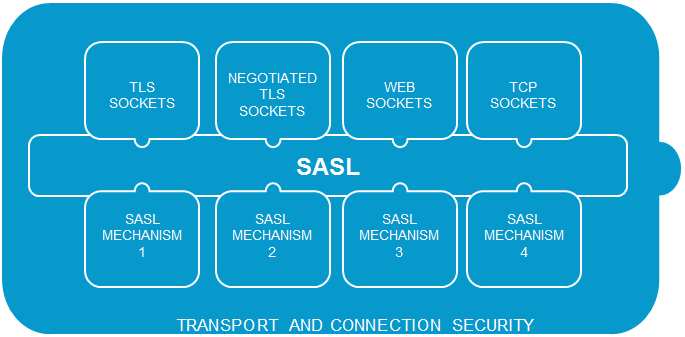 TLS
SOCKETS
NEGOTIATED
TLS
SOCKETS
WEB
SOCKETS
TCP
SOCKETS
SASL
SASL
MECHANISM
1
SASL
MECHANISM
2
SASL
MECHANISM
3
SASL
MECHANISM
4
TRANSPORT AND CONNECTION SECURITY